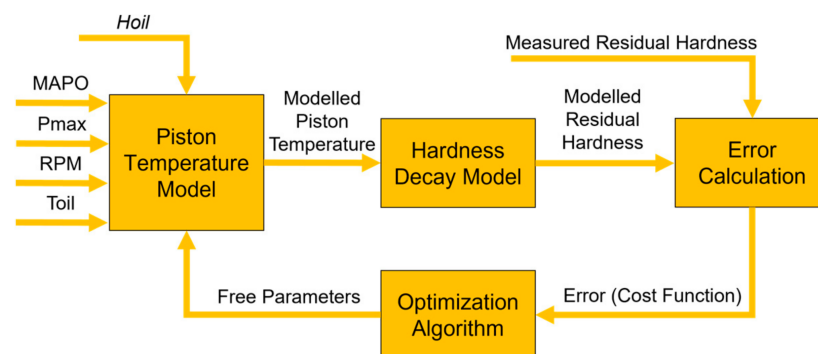 Hoil
Measured Residual Hardness
MAPO
Pmax
RPM
Toil
Piston
Temperature
Model
Modelled
Piston
Temperature
Hardness
Decay Model
Modelled
Residual
Hardness
Error
Calculation
Free Parameters
Optimization
Algorithm
Error (Cost Function)